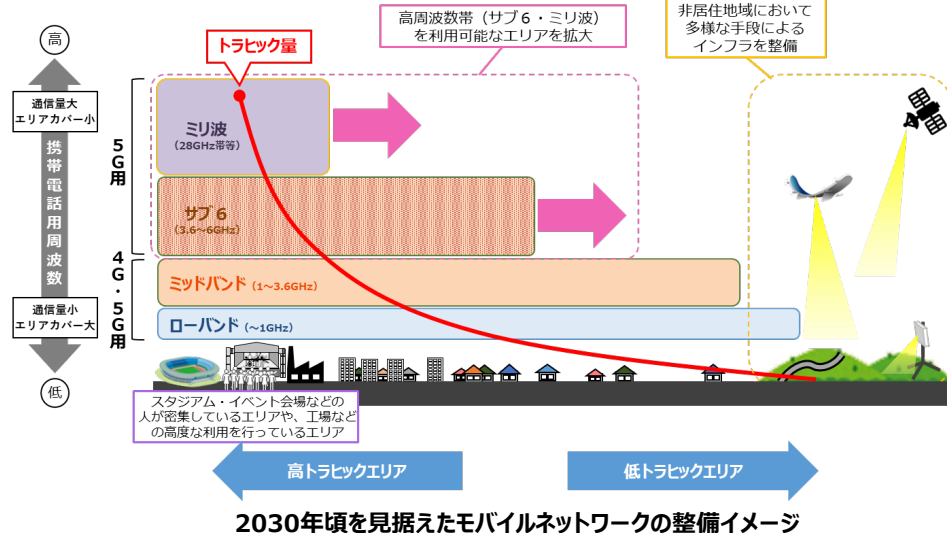 高周波数帯（サブ６・ミリ波）
を利用可能なエリアを拡大
非居住地域において
多様な手段による
インフラを整備
高
トラヒック量
通信量大
エリアカバー小
携帯電話用周波数
通信量小
エリアカバー大
低
5G用
4G・5G用
ミリ波
（28GHz帯等）
サブ６
（3.6～6GHz）
ミッドバンド（1～3.6GHz）
ローバンド（～1GHz）
スタジアム・イベント会場などの
人が密集しているエリアや、工場など
の高度な利用を行っているエリア
高トラヒックエリア
低トラヒックエリア
2030年頃を見据えたモバイルネットワークの整備イメージ